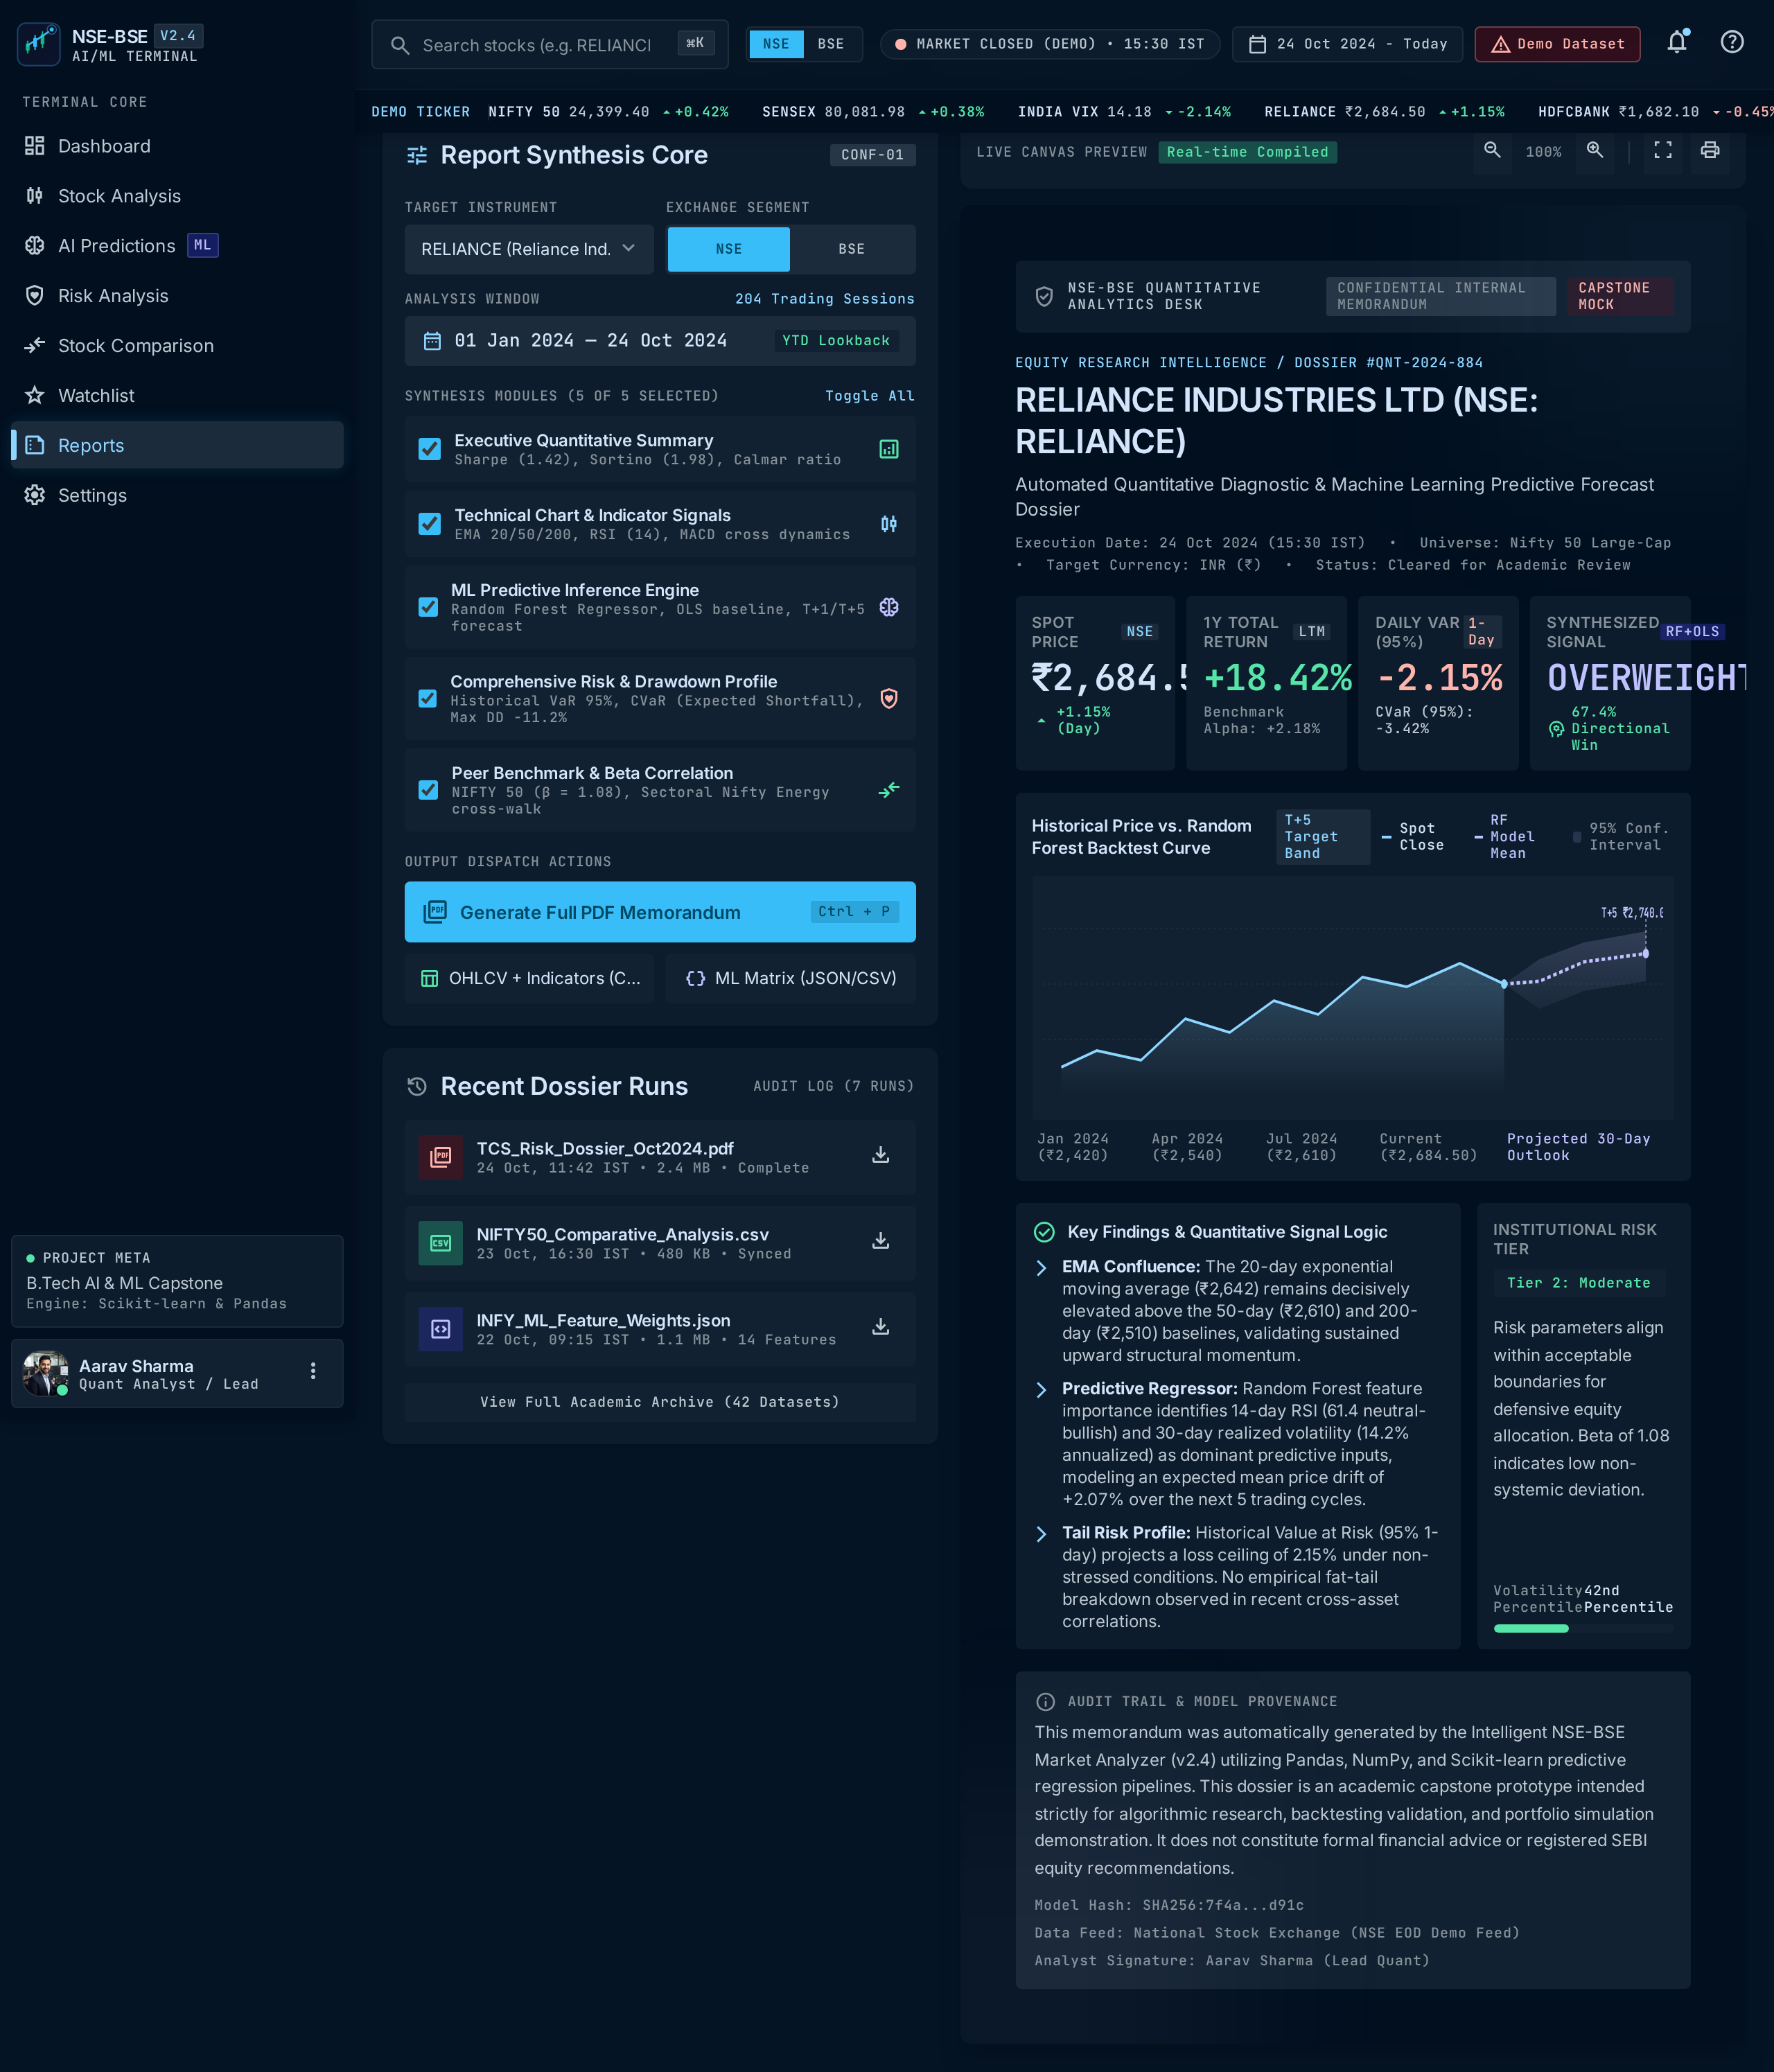 NSE-BSE V2.4
AI/ML TERMINAL
TERMINAL CORE
Dashboard
Stock Analysis
AI Predictions ML
Risk Analysis
Stock Comparison
Watchlist
Reports
Settings
PROJECT META
B.Tech AI & ML Capstone
Engine: Scikit-learn & Pandas
Aarav Sharma
Quant Analyst / Lead
Search stocks (e.g. RELIANC ⌘K
NSE BSE
MARKET CLOSED (DEMO) • 15:30 IST
24 Oct 2024 - Today
Demo Dataset
DEMO TICKER NIFTY 50 24,399.40 +0.42% SENSEX 80,081.98 +0.38% INDIA VIX 14.18 -2.14% RELIANCE ₹2,684.50 +1.15% HDFCBANK ₹1,682.10 -0.45%
Report Synthesis Core CONF-01
TARGET INSTRUMENT EXCHANGE SEGMENT
RELIANCE (Reliance Ind. NSE BSE
ANALYSIS WINDOW 204 Trading Sessions
01 Jan 2024 — 24 Oct 2024 YTD Lookback
SYNTHESIS MODULES (5 OF 5 SELECTED) Toggle All
Executive Quantitative Summary
Sharpe (1.42), Sortino (1.98), Calmar ratio
Technical Chart & Indicator Signals
EMA 20/50/200, RSI (14), MACD cross dynamics
ML Predictive Inference Engine
Random Forest Regressor, OLS baseline, T+1/T+5
forecast
Comprehensive Risk & Drawdown Profile
Historical VaR 95%, CVaR (Expected Shortfall),
Max DD -11.2%
Peer Benchmark & Beta Correlation
NIFTY 50 (β = 1.08), Sectoral Nifty Energy
cross-walk
OUTPUT DISPATCH ACTIONS
PDF Generate Full PDF Memorandum Ctrl + P
OHLCV + Indicators (C... ML Matrix (JSON/CSV)
Recent Dossier Runs AUDIT LOG (7 RUNS)
PDF TCS_Risk_Dossier_Oct2024.pdf
24 Oct, 11:42 IST • 2.4 MB • Complete
CSV NIFTY50_Comparative_Analysis.csv
23 Oct, 16:30 IST • 480 KB • Synced
INFY_ML_Feature_Weights.json
22 Oct, 09:15 IST • 1.1 MB • 14 Features
View Full Academic Archive (42 Datasets)
LIVE CANVAS PREVIEW Real-time Compiled 100%
NSE-BSE QUANTITATIVE
ANALYTICS DESK
CONFIDENTIAL INTERNAL
MEMORANDUM
CAPSTONE
MOCK
EQUITY RESEARCH INTELLIGENCE / DOSSIER #QNT-2024-884
RELIANCE INDUSTRIES LTD (NSE:
RELIANCE)
Automated Quantitative Diagnostic & Machine Learning Predictive Forecast
Dossier
Execution Date: 24 Oct 2024 (15:30 IST) • Universe: Nifty 50 Large-Cap
• Target Currency: INR (₹) • Status: Cleared for Academic Review
SPOT
PRICE
NSE
₹2,684.5
+1.15%
(Day)
1Y TOTAL
RETURN
LTM
+18.42%
Benchmark
Alpha: +2.18%
DAILY VAR
(95%)
1-
Day
-2.15%
CVaR (95%):
-3.42%
SYNTHESIZED
SIGNAL
RF+OLS
OVERWEIGHT
67.4%
Directional
Win
Historical Price vs. Random
Forest Backtest Curve
T+5
Target
Band
Spot
Close
RF
Model
Mean
95% Conf.
Interval
T+5 ₹2,740.0
Jan 2024
(₹2,420)
Apr 2024
(₹2,540)
Jul 2024
(₹2,610)
Current
(₹2,684.50)
Projected 30-Day
Outlook
Key Findings & Quantitative Signal Logic
EMA Confluence: The 20-day exponential
moving average (₹2,642) remains decisively
elevated above the 50-day (₹2,610) and 200-
day (₹2,510) baselines, validating sustained
upward structural momentum.
Predictive Regressor: Random Forest feature
importance identifies 14-day RSI (61.4 neutral-
bullish) and 30-day realized volatility (14.2%
annualized) as dominant predictive inputs,
modeling an expected mean price drift of
+2.07% over the next 5 trading cycles.
Tail Risk Profile: Historical Value at Risk (95% 1-
day) projects a loss ceiling of 2.15% under non-
stressed conditions. No empirical fat-tail
breakdown observed in recent cross-asset
correlations.
INSTITUTIONAL RISK
TIER
Tier 2: Moderate
Risk parameters align
within acceptable
boundaries for
defensive equity
allocation. Beta of 1.08
indicates low non-
systemic deviation.
Volatility
Percentile
42nd
Percentile
AUDIT TRAIL & MODEL PROVENANCE
This memorandum was automatically generated by the Intelligent NSE-BSE
Market Analyzer (v2.4) utilizing Pandas, NumPy, and Scikit-learn predictive
regression pipelines. This dossier is an academic capstone prototype intended
strictly for algorithmic research, backtesting validation, and portfolio simulation
demonstration. It does not constitute formal financial advice or registered SEBI
equity recommendations.
Model Hash: SHA256:7f4a...d91c
Data Feed: National Stock Exchange (NSE EOD Demo Feed)
Analyst Signature: Aarav Sharma (Lead Quant)